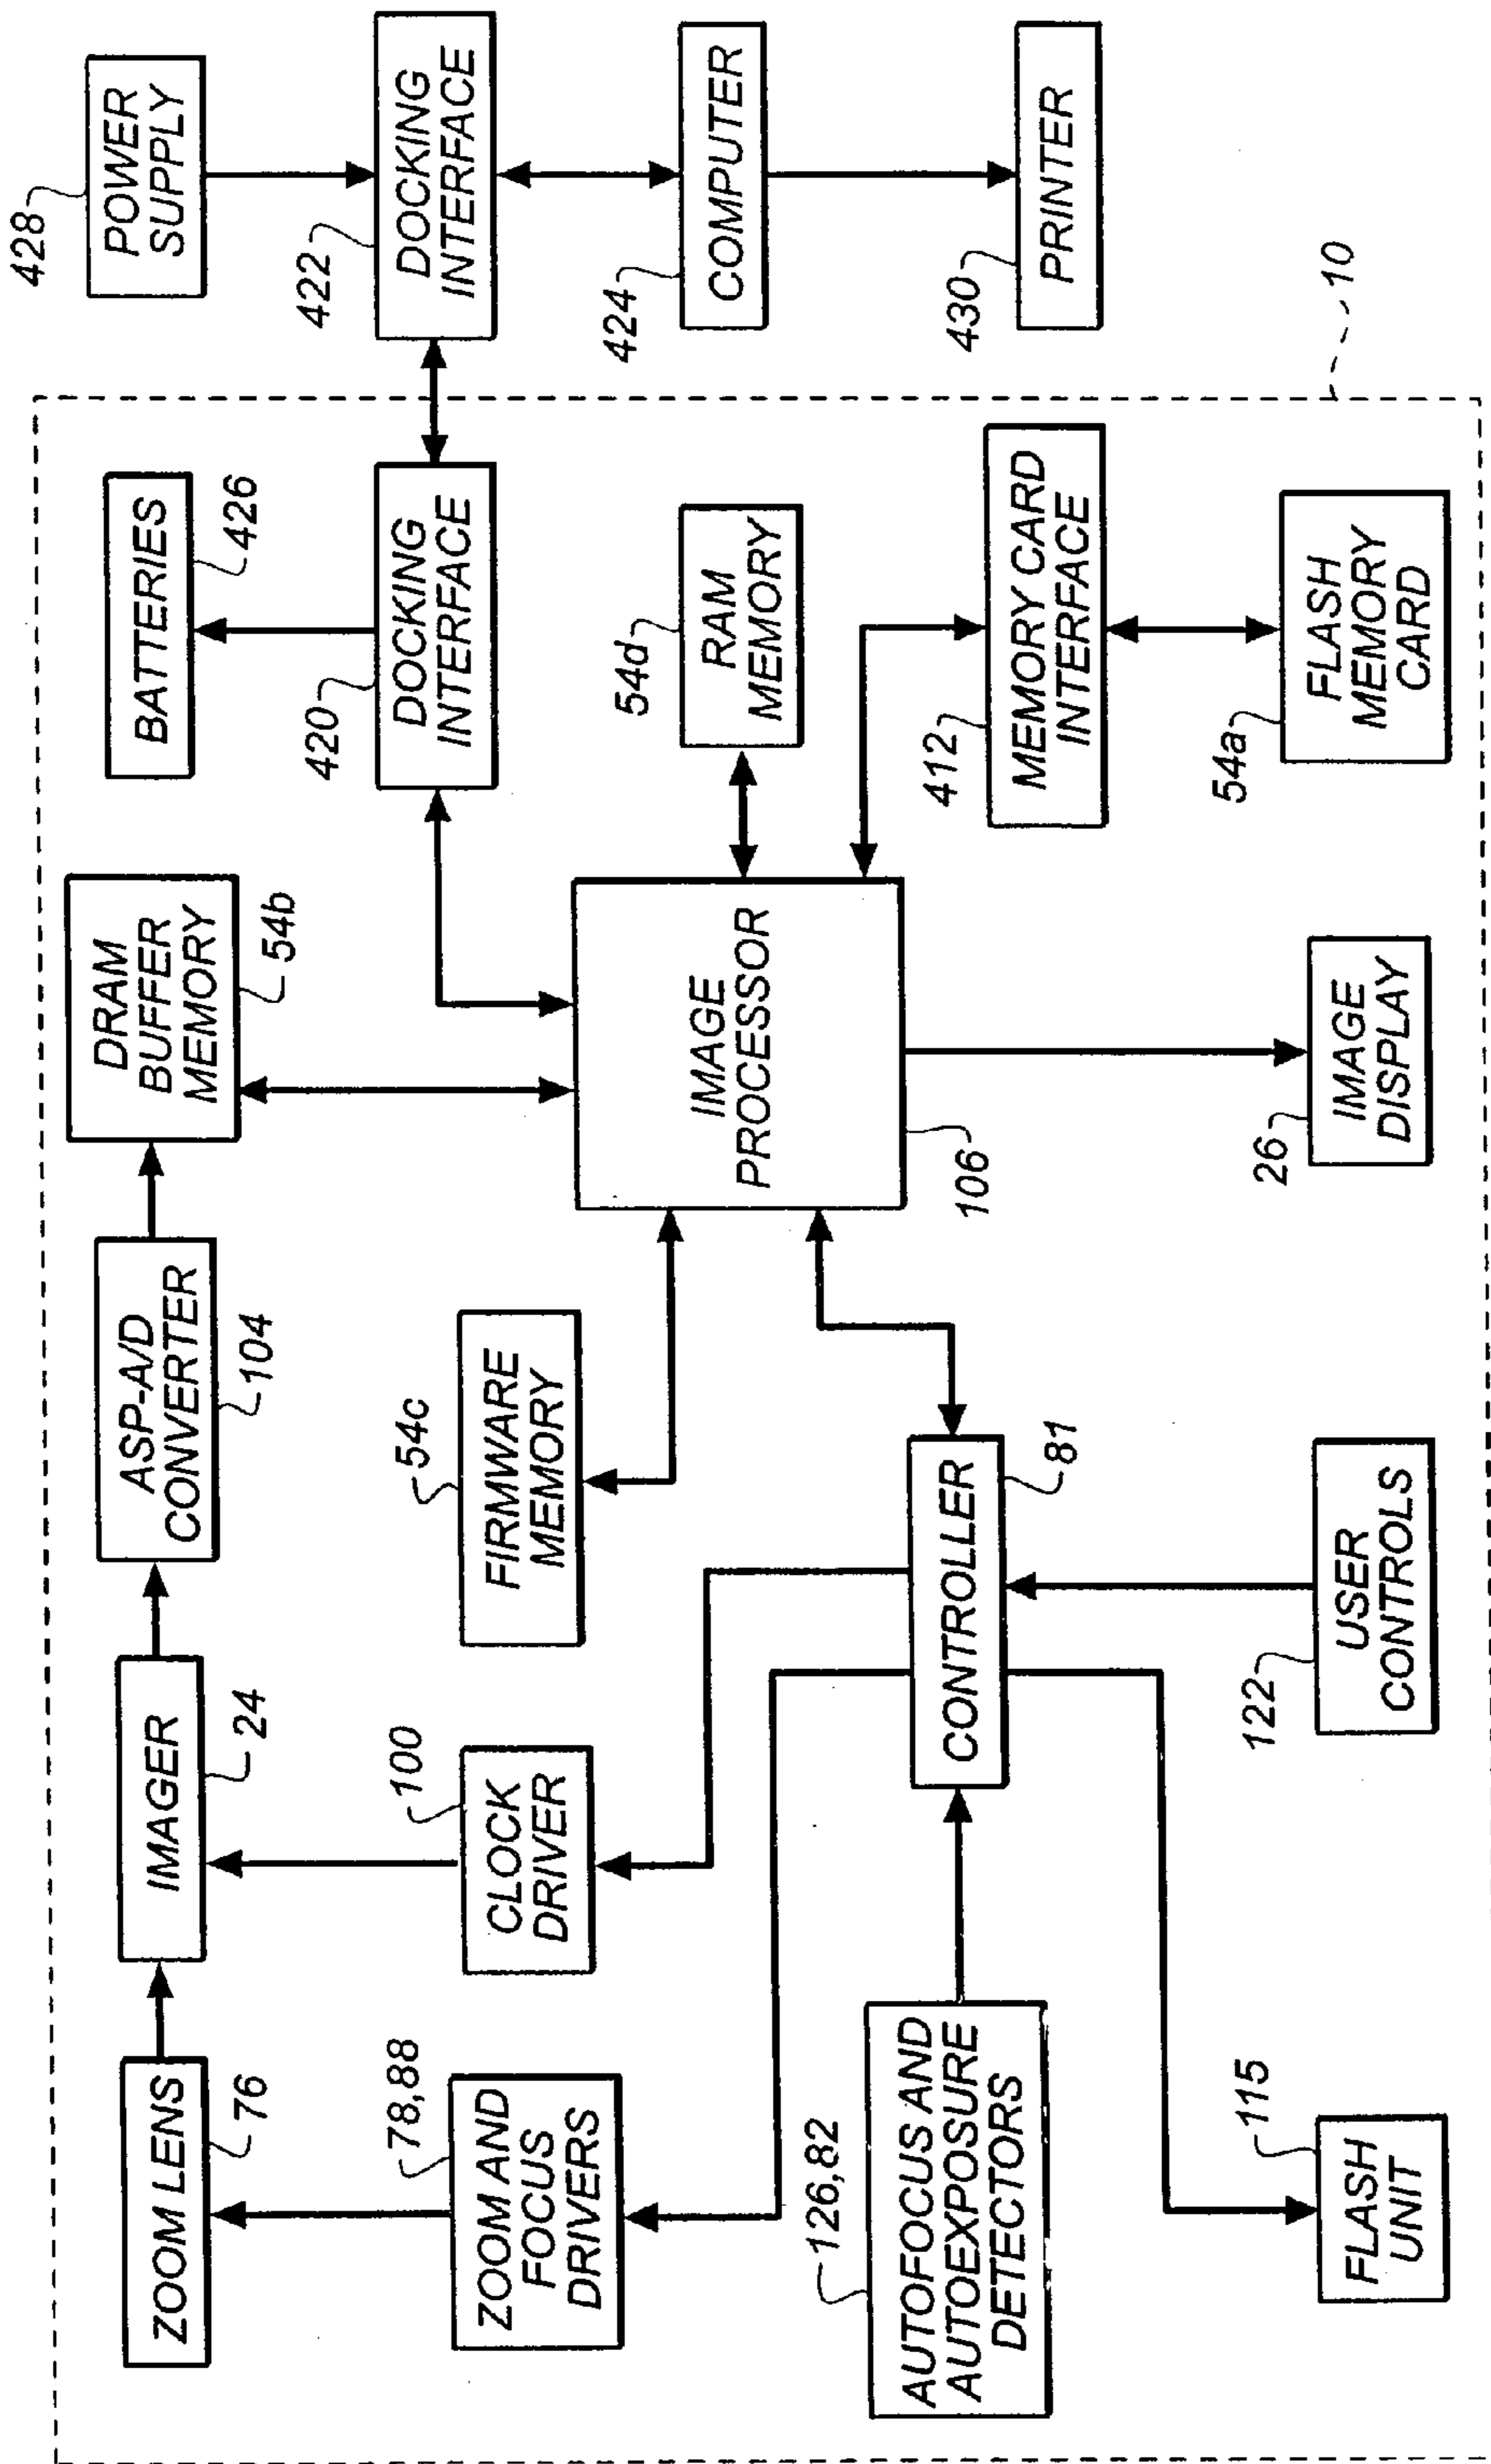 ZOOM LENS
76
IMAGER
24
ASP-A/D
CONVERTER
104
DRAM
BUFFER
MEMORY
54b
BATTERIES
426
428
POWER
SUPPLY
78,88
ZOOM AND
FOCUS
DRIVERS
100
CLOCK
DRIVER
54c
FIRMWARE
MEMORY
420
DOCKING
INTERFACE
422
DOCKING
INTERFACE
IMAGE
PROCESSOR
106
54d
RAM
MEMORY
424
COMPUTER
126,82
AUTOFOCUS AND
AUTOEXPOSURE
DETECTORS
CONTROLLER
81
412
MEMORY CARD
INTERFACE
430
PRINTER
115
FLASH
UNIT
122
USER
CONTROLS
26
IMAGE
DISPLAY
54a
FLASH
MEMORY
CARD
10